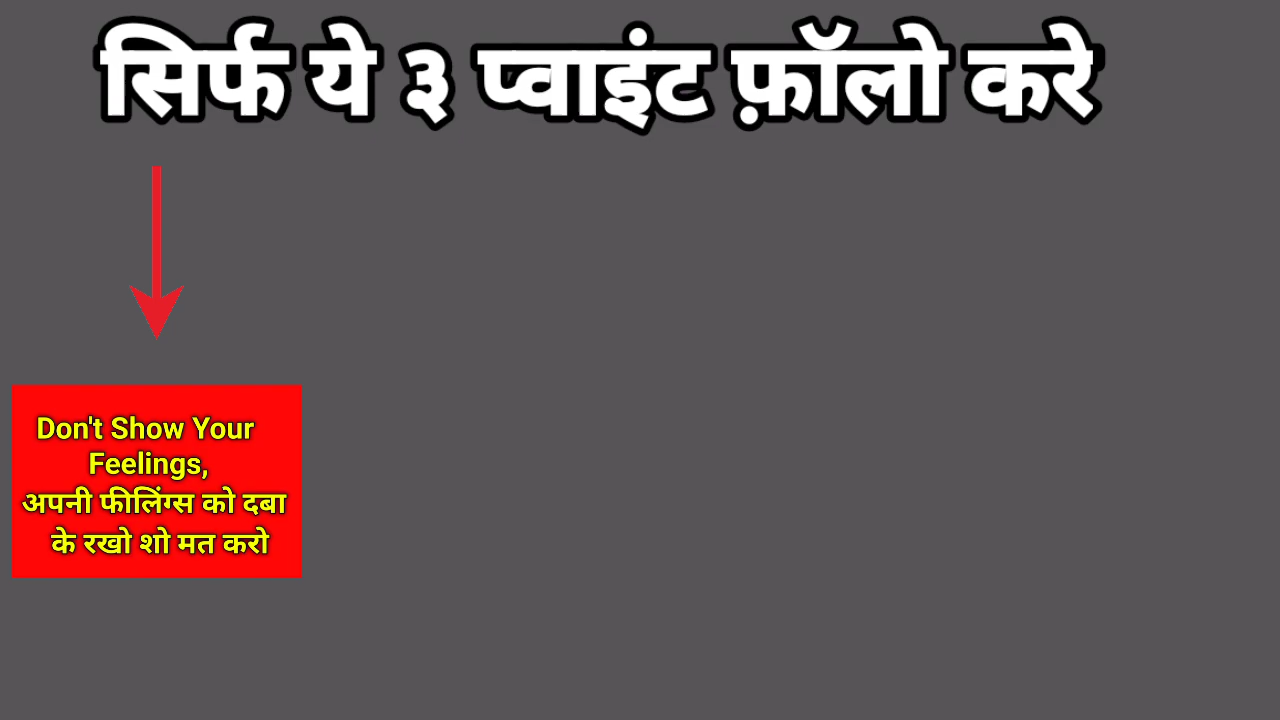 सिर्फ ये ३ प्वाइंट फ़ॉलो करे
Don't Show Your
Feelings,
अपनी फीलिंग्स को दबा
के रखो शो मत करो